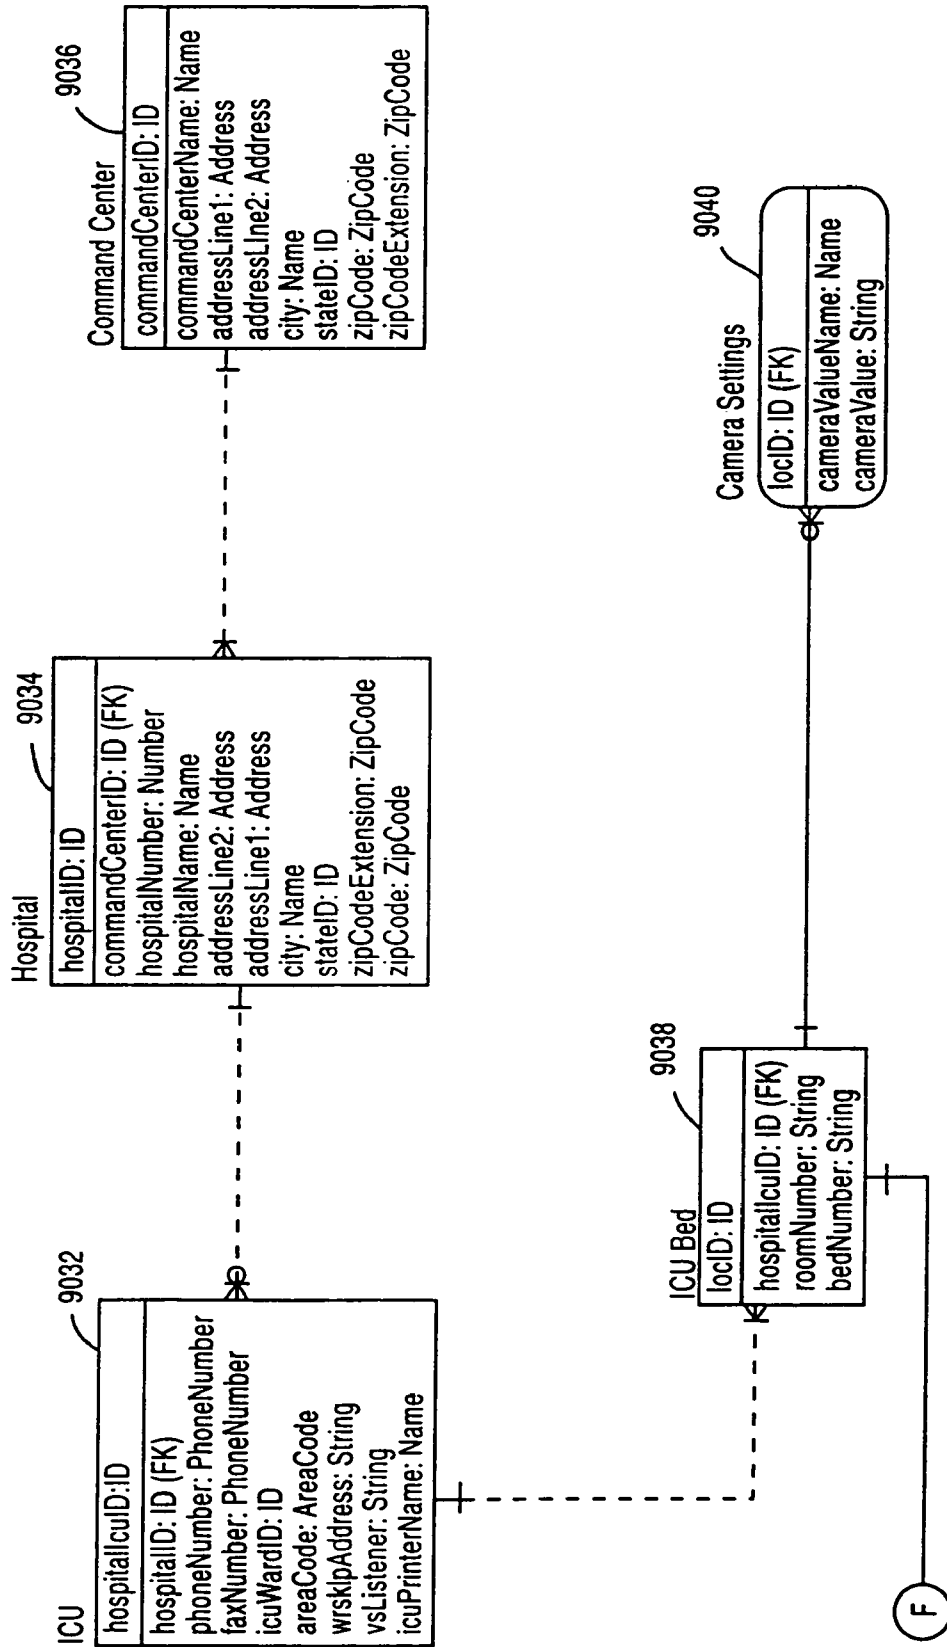 ICU
9032
hospitalIcuID:ID
hospitalID: ID (FK)
phoneNumber: PhoneNumber
faxNumber: PhoneNumber
icuWardID: ID
areaCode: AreaCode
wrskIpAddress: String
vsListener: String
icuPrinterName: Name
Hospital
9034
hospitalID: ID
commandCenterID: ID (FK)
hospitalNumber: Number
hospitalName: Name
addressLine2: Address
addressLine1: Address
city: Name
stateID: ID
zipCodeExtension: ZipCode
zipCode: ZipCode
Command Center
9036
commandCenterID: ID
commandCenterName: Name
addressLine1: Address
addressLIne2: Address
city: Name
stateID: ID
zipCode: ZipCode
zipCodeExtension: ZipCode
ICU Bed
9038
locID: ID
hospitalIcuID: ID (FK)
roomNumber: String
bedNumber: String
Camera Settings
9040
locID: ID (FK)
cameraValueName: Name
cameraValue: String
F